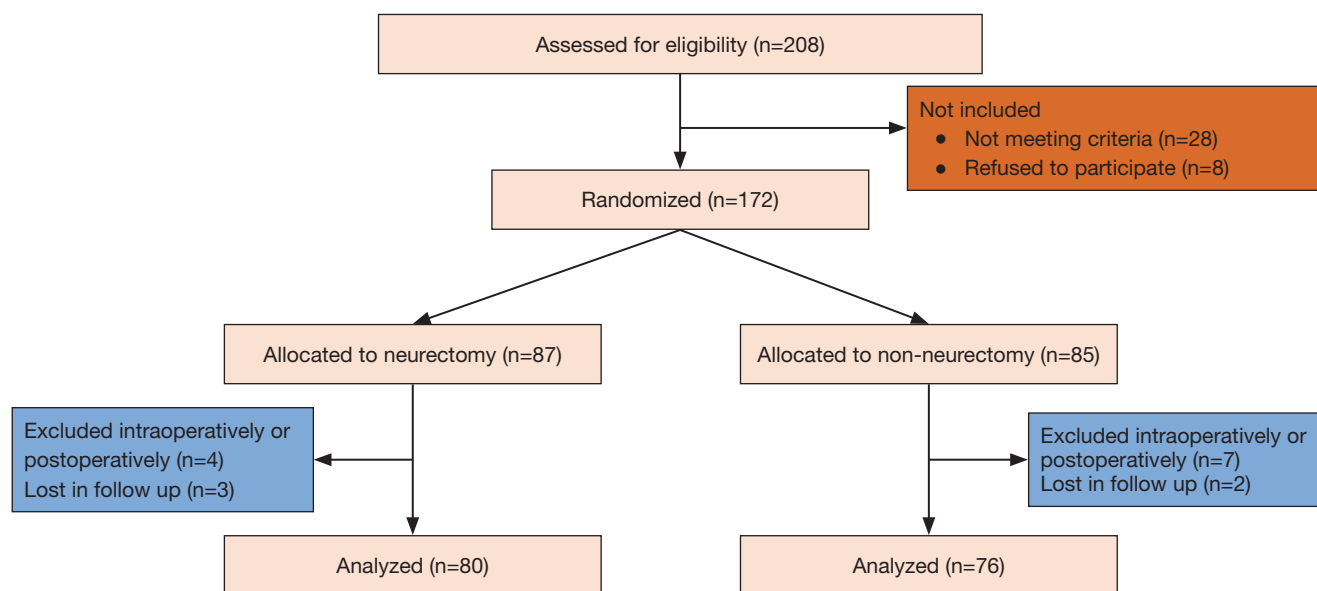 Assessed for eligibility (n=208)
Not included
● Not meeting criteria (n=28)
● Refused to participate (n=8)
Randomized (n=172)
Allocated to neurectomy (n=87)
Allocated to non-neurectomy (n=85)
Excluded intraoperatively or
postoperatively (n=4)
Lost in follow up (n=3)
Excluded intraoperatively or
postoperatively (n=7)
Lost in follow up (n=2)
Analyzed (n=80)
Analyzed (n=76)